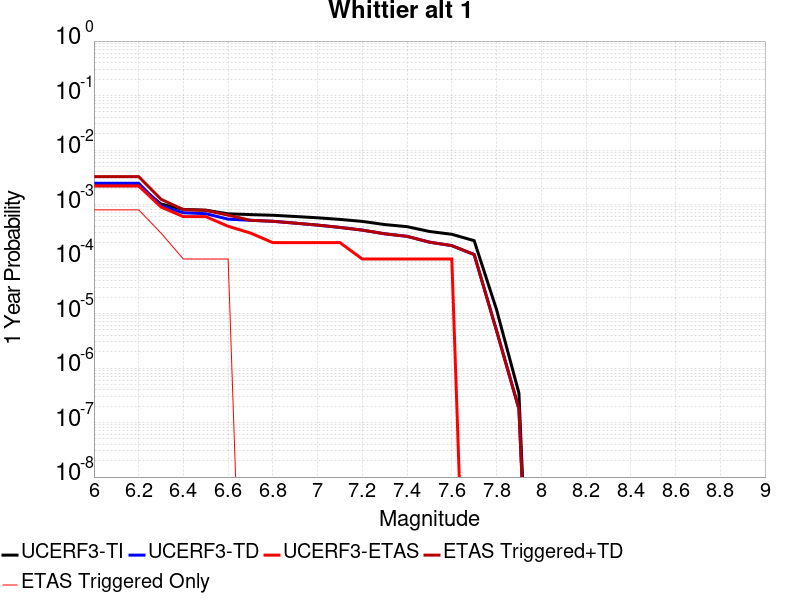 Whittier alt 1
10^0
10^-1
10^-2
10^-3
10^-4
10^-5
10^-6
10^-7
10^-8
1 Year Probability
6 6.2 6.4 6.6 6.8 7 7.2 7.4 7.6 7.8 8 8.2 8.4 8.6 8.8 9
Magnitude
UCERF3-TI UCERF3-TD UCERF3-ETAS ETAS Triggered+TD
ETAS Triggered Only